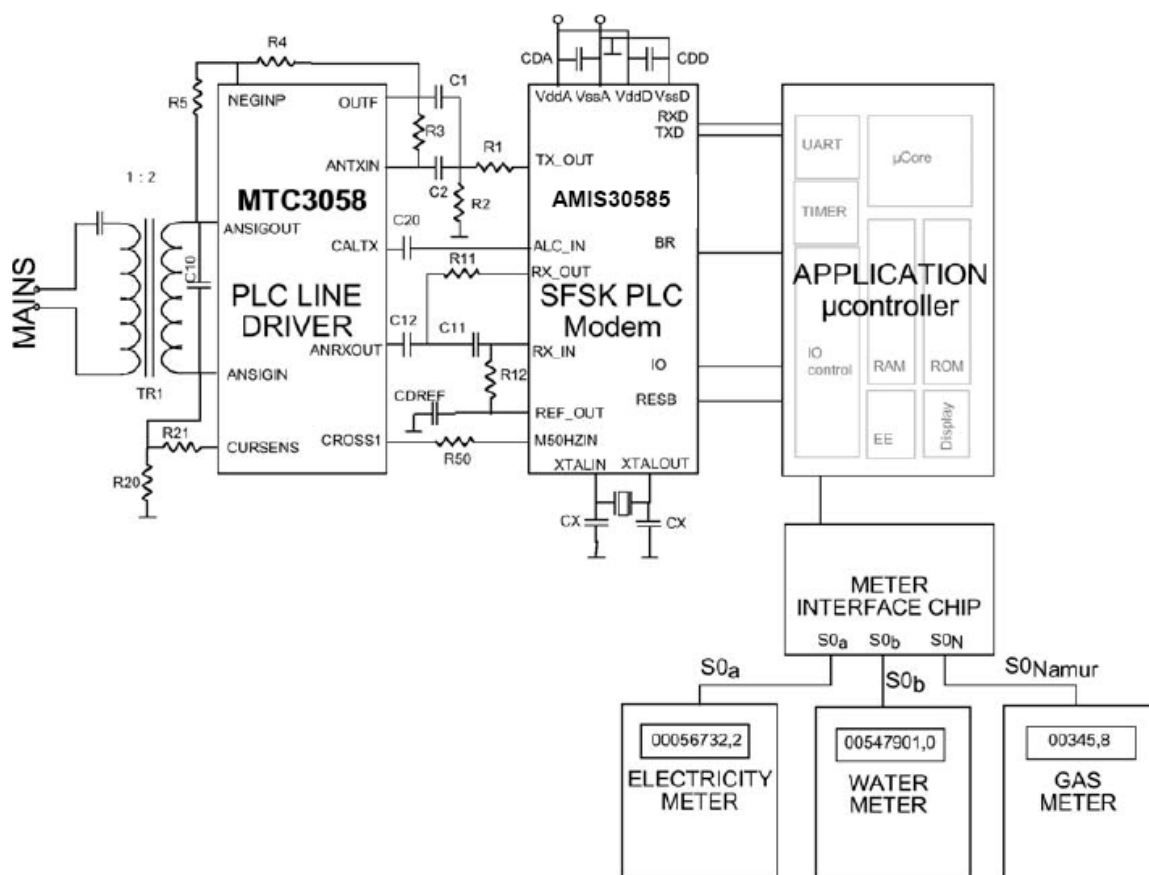 CDA
CDD
R4
R5
C1
NEGINP
OUTF
R3
ANTXIN
C2
R1
R2
1 : 2
MTC3058
ANSIGOUT
CALTX
C20
C10
PLC LINE
DRIVER
R11
C12
C11
ANRXOUT
R12
MAINS
TR1
ANSIGIN
CDREF
R21
CURSENS
CROSS1
R50
R20
VddA VssA VddD VssD
RXD
TXD
TX_OUT
AMIS30585
ALC_IN
BR
RX_OUT
SFSK PLC
Modem
RX_IN
IO
REF_OUT
RESB
M50HZIN
XTALIN
XTALOUT
CX
CX
UART
µCore
TIMER
APPLICATION
µcontroller
IO
control
RAM
ROM
EE
Display
METER
INTERFACE CHIP
S0a S0b S0N
S0a
S0b
S0Namur
00056732,2
ELECTRICITY
METER
00547901,0
WATER
METER
00345,8
GAS
METER